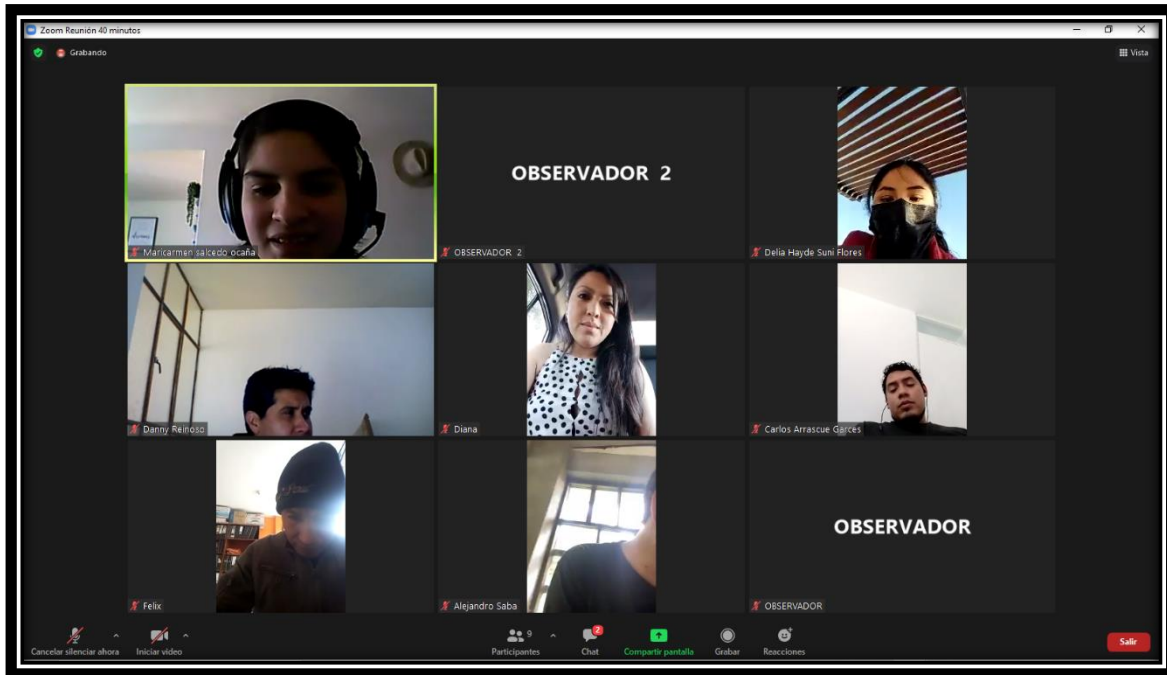 Zoom Reunión 40 minutos
Grabando
Vista
OBSERVADOR 2
Maricarmen salcedo ocaña
OBSERVADOR 2
Delia Hayde Suni Flores
Danny Reinoso
Diana
Carlos Arrascue Garces
OBSERVADOR
Felix
Alejandro Saba
OBSERVADOR
Cancelar silenciar ahora
Iniciar video
9
Participantes
2
Chat
Compartir pantalla
Grabar
Reacciones
Salir